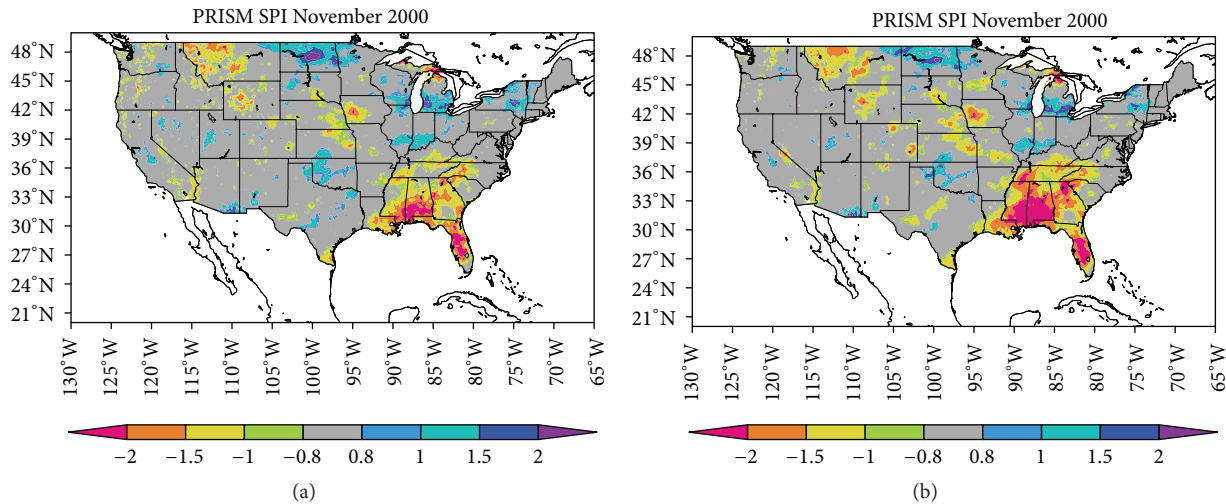 PRISM SPI November 2000
48°N
45°N
42°N
39°N
36°N
33°N
30°N
27°N
24°N
21°N
130°W
125°W
120°W
115°W
110°W
105°W
100°W
95°W
90°W
85°W
80°W
75°W
70°W
65°W
−2 −1.5 −1 −0.8 0.8 1 1.5 2
(a)
PRISM SPI November 2000
48°N
45°N
42°N
39°N
36°N
33°N
30°N
27°N
24°N
21°N
130°W
125°W
120°W
115°W
110°W
105°W
100°W
95°W
90°W
85°W
80°W
75°W
70°W
65°W
−2 −1.5 −1 −0.8 0.8 1 1.5 2
(b)